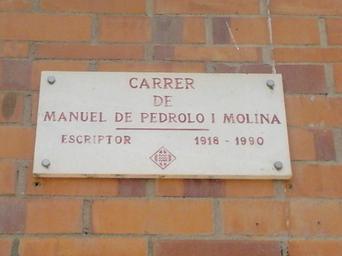 CARRER
DE
MANUEL DE PEDROLO I MOLINA
ESCRIPTOR 1918 - 1990